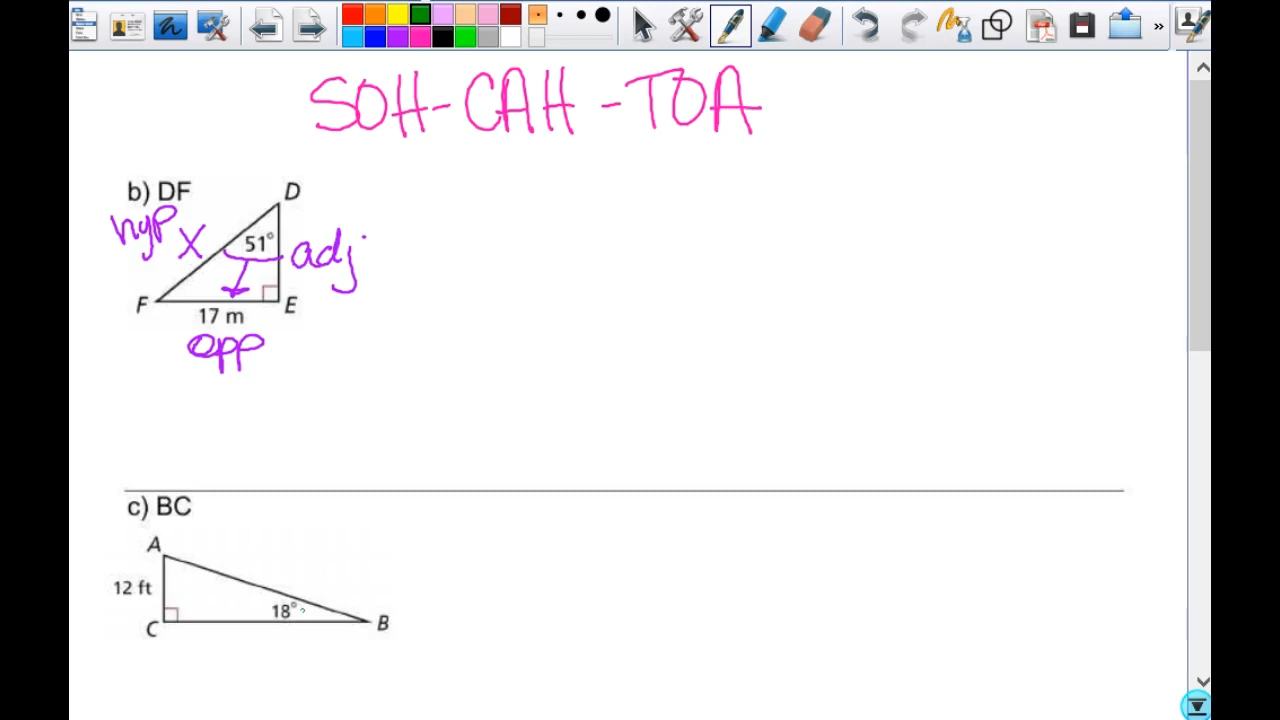 SOH-CAH-TOA
b) DF
D
hyp X
51°
adj
F
E
17 m
opp
c) BC
A
12 ft
18°
C
B